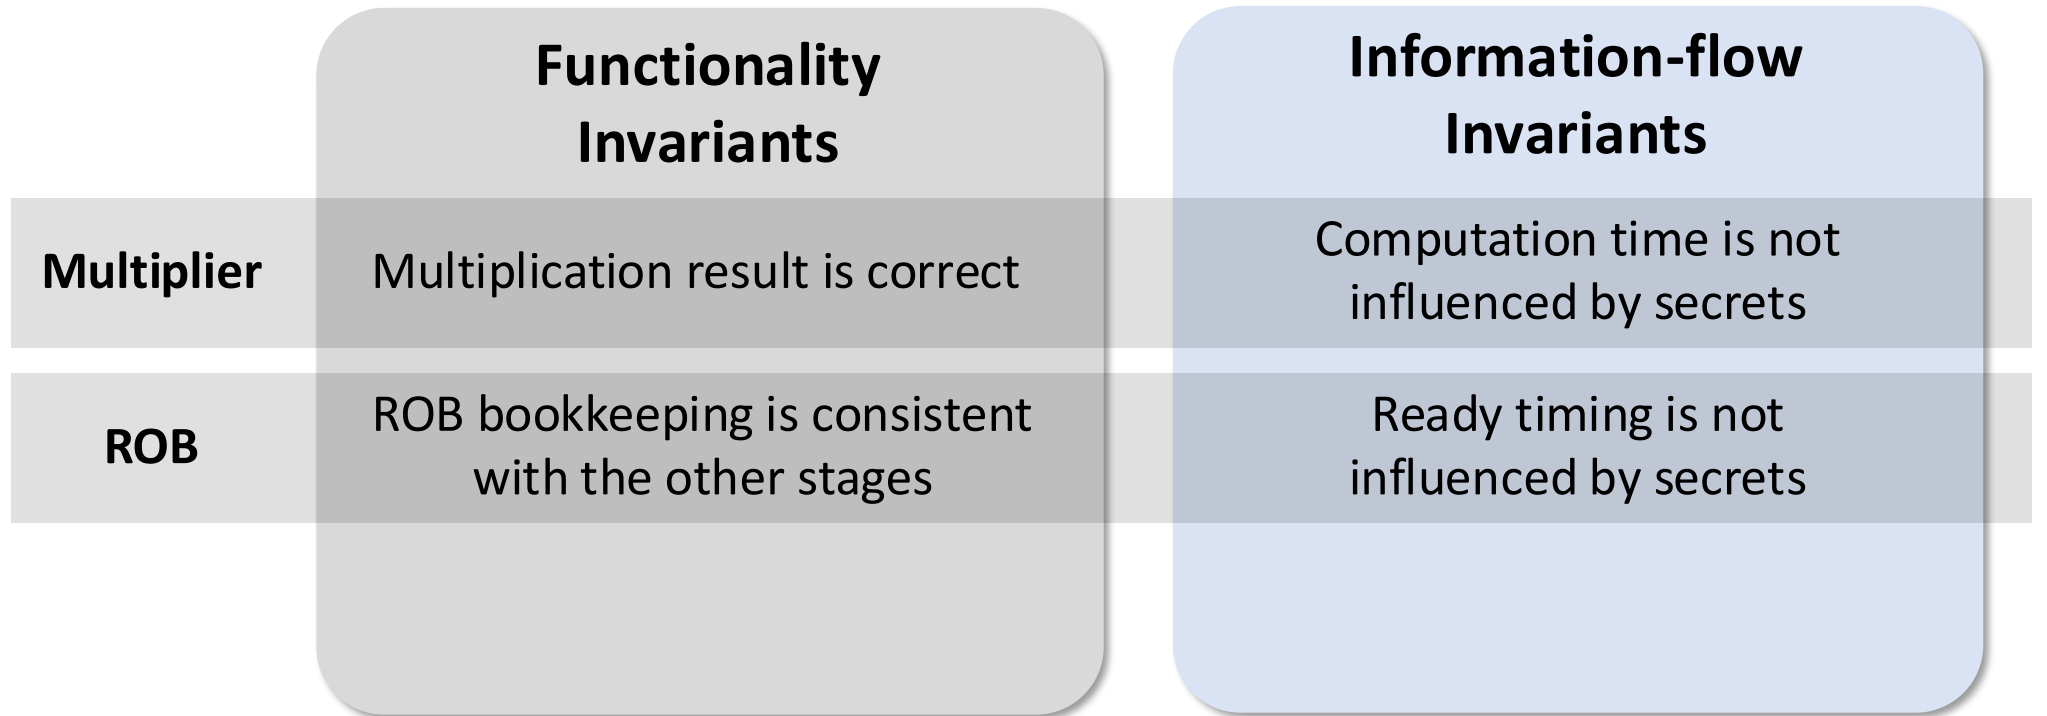 Functionality
Invariants
Information-flow
Invariants
Multiplier
Multiplication result is correct
Computation time is not
influenced by secrets
ROB
ROB bookkeeping is consistent
with the other stages
Ready timing is not
influenced by secrets